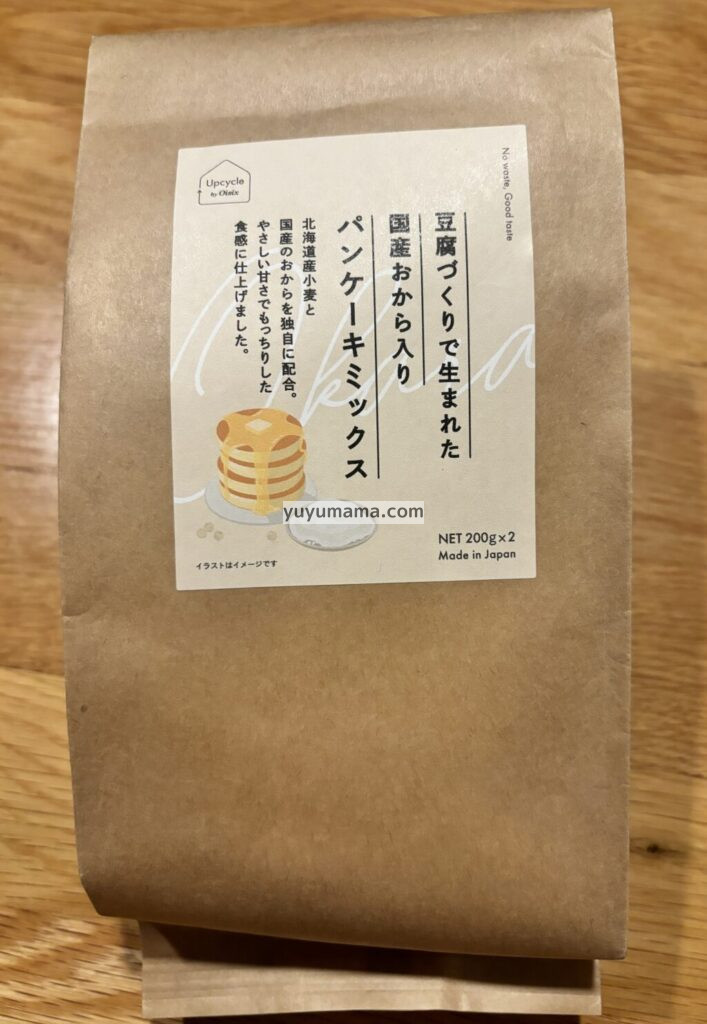 Upcycle
by Oisix
No waste, Good taste
豆腐づくりで生まれた
国産おから入り
パンケーキミックス
北海道産小麦と
国産のおからを独自に配合。
やさしい甘さでもっちりした
食感に仕上げました。
Okara
yuyumama.com
NET 200g×2
Made in Japan
イラストはイメージです